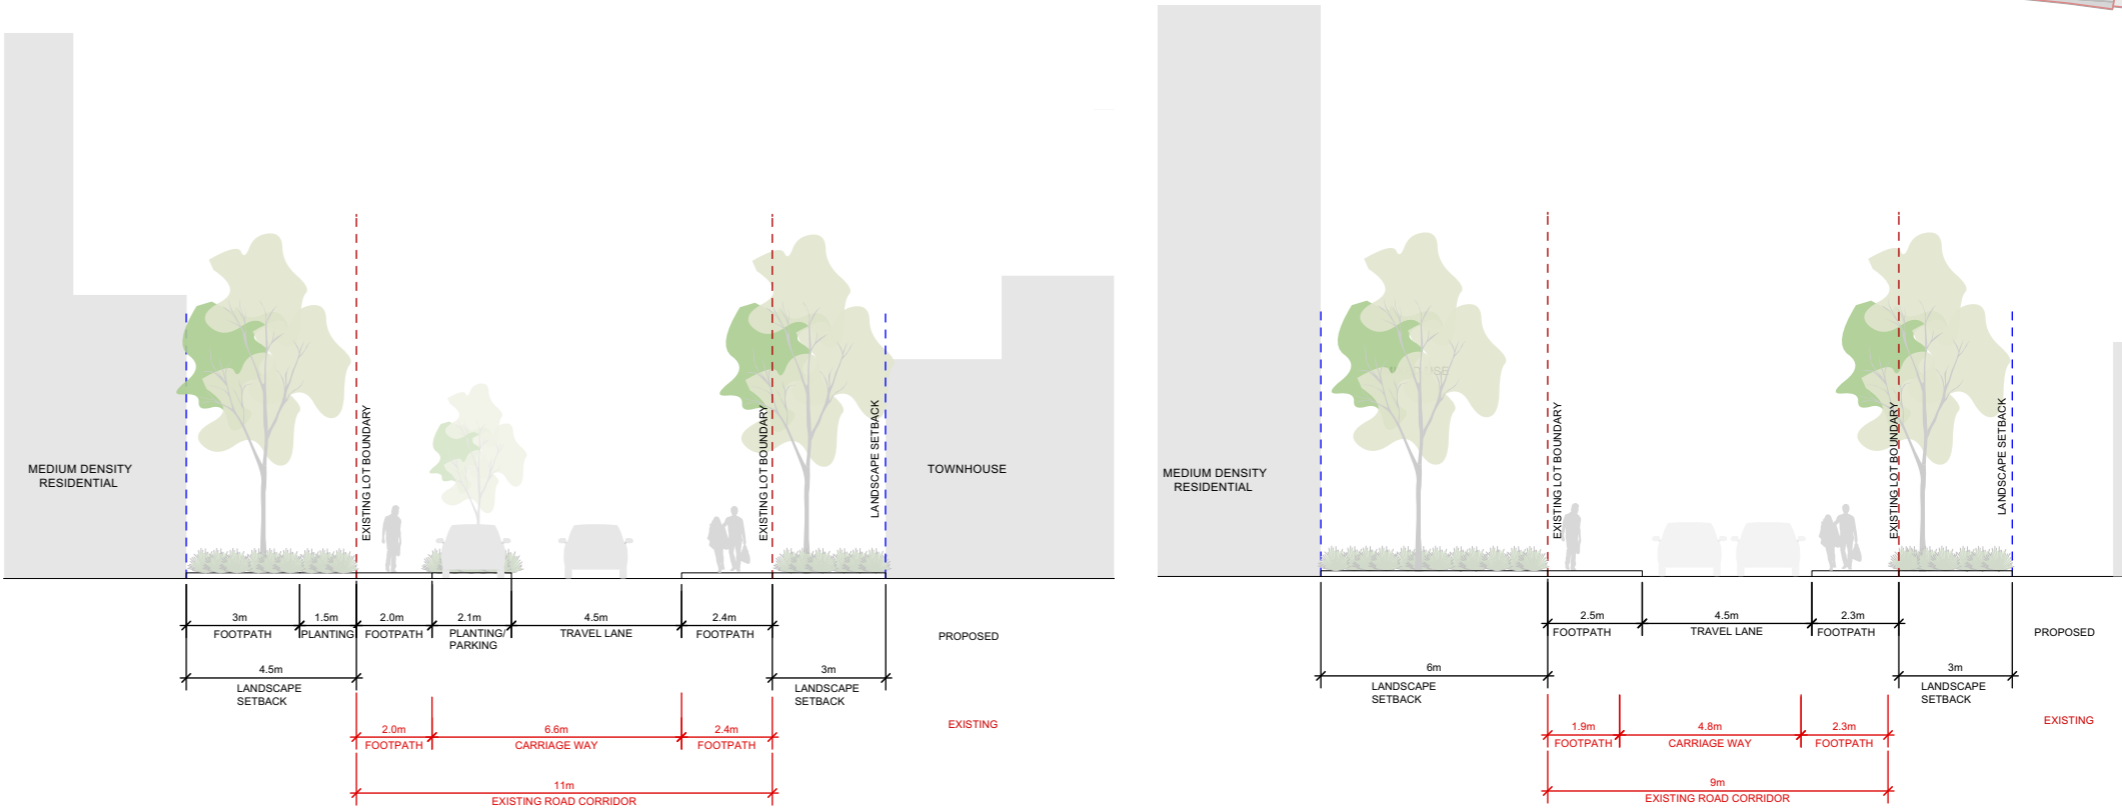 MEDIUM DENSITY
RESIDENTIAL
EXISTING LOT BOUNDARY
EXISTING LOT BOUNDARY
LANDSCAPE SETBACK
TOWNHOUSE
3m
FOOTPATH
1.5m
PLANTING
2.0m
FOOTPATH
2.1m
PLANTING/
PARKING
4.5m
TRAVEL LANE
2.4m
FOOTPATH
PROPOSED
4.5m
LANDSCAPE
SETBACK
3m
LANDSCAPE
SETBACK
2.0m
FOOTPATH
6.6m
CARRIAGE WAY
2.4m
FOOTPATH
EXISTING
11m
EXISTING ROAD CORRIDOR
MEDIUM DENSITY
RESIDENTIAL
EXISTING LOT BOUNDARY
EXISTING LOT BOUNDARY
LANDSCAPE SETBACK
2.5m
FOOTPATH
4.5m
TRAVEL LANE
2.3m
FOOTPATH
PROPOSED
6m
LANDSCAPE
SETBACK
3m
LANDSCAPE
SETBACK
1.9m
FOOTPATH
4.8m
CARRIAGE WAY
2.3m
FOOTPATH
EXISTING
9m
EXISTING ROAD CORRIDOR